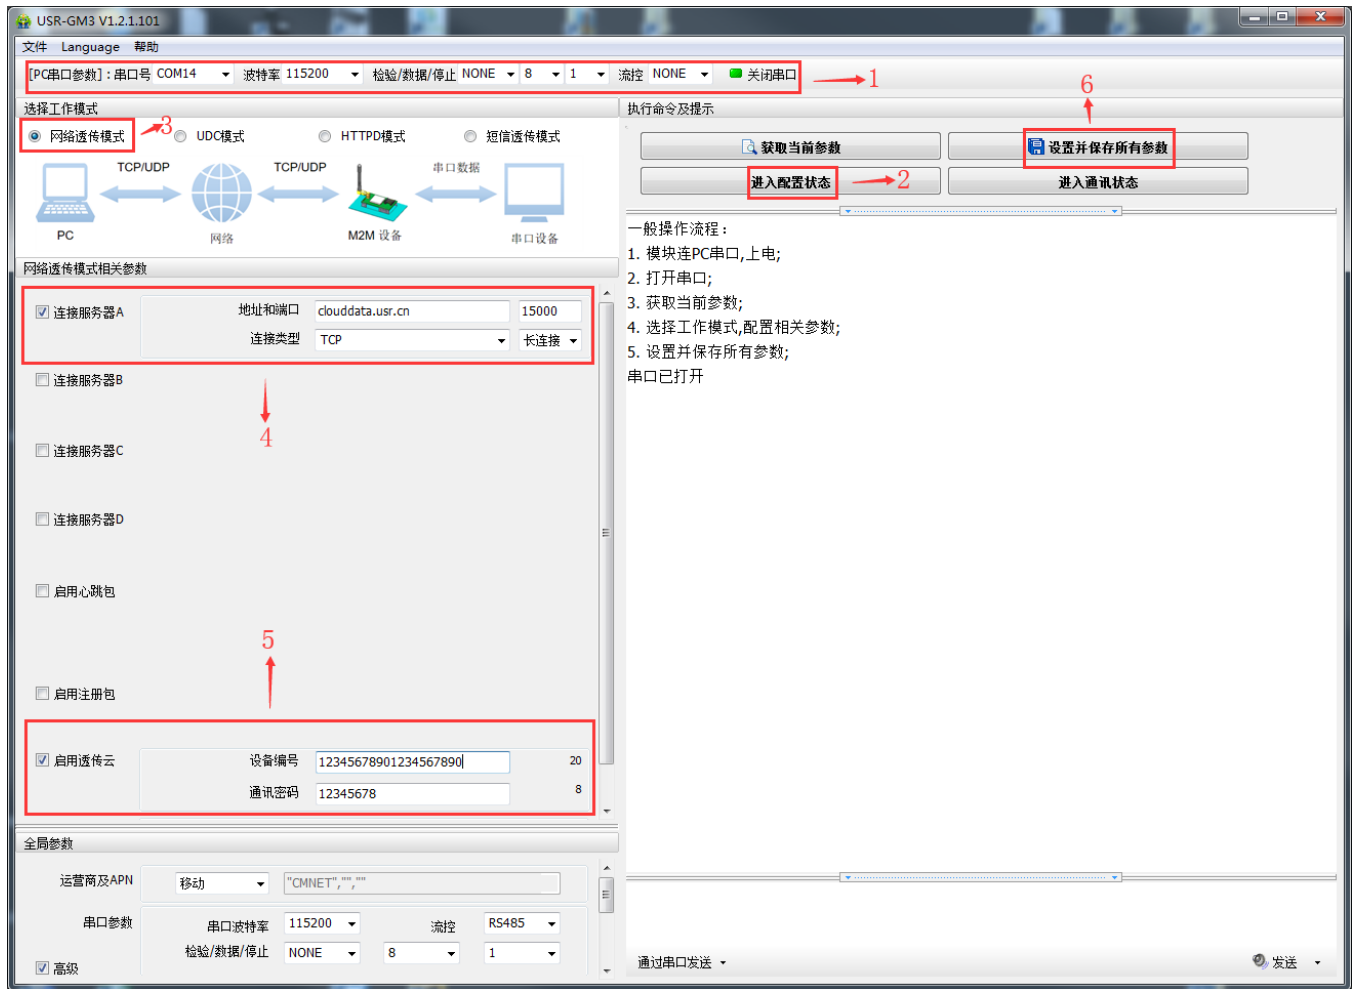 USR-GM3 V1.2.1.101
文件 Language 帮助
[PC串口参数]：串口号 COM14 波特率 115200 检验/数据/停止 NONE 8 1 流控 NONE 关闭串口
1
6
选择工作模式
执行命令及提示
网络透传模式 3 UDC模式 HTTPD模式 短信透传模式
获取当前参数 设置并保存所有参数
TCP/UDP TCP/UDP 串口数据
进入配置状态 2 进入通讯状态
PC 网络 M2M 设备 串口设备
网络透传模式相关参数
一般操作流程：
1. 模块连PC串口,上电;
2. 打开串口;
3. 获取当前参数;
4. 选择工作模式,配置相关参数;
5. 设置并保存所有参数;
串口已打开
连接服务器A 地址和端口 clouddata.usr.cn 15000
连接类型 TCP 长连接
连接服务器B
4
连接服务器C
连接服务器D
启用心跳包
5
启用注册包
启用透传云 设备编号 12345678901234567890 20
通讯密码 12345678 8
全局参数
运营商及APN 移动 "CMNET","",""
串口参数 串口波特率 115200 流控 RS485
检验/数据/停止 NONE 8 1
高级
通过串口发送 发送